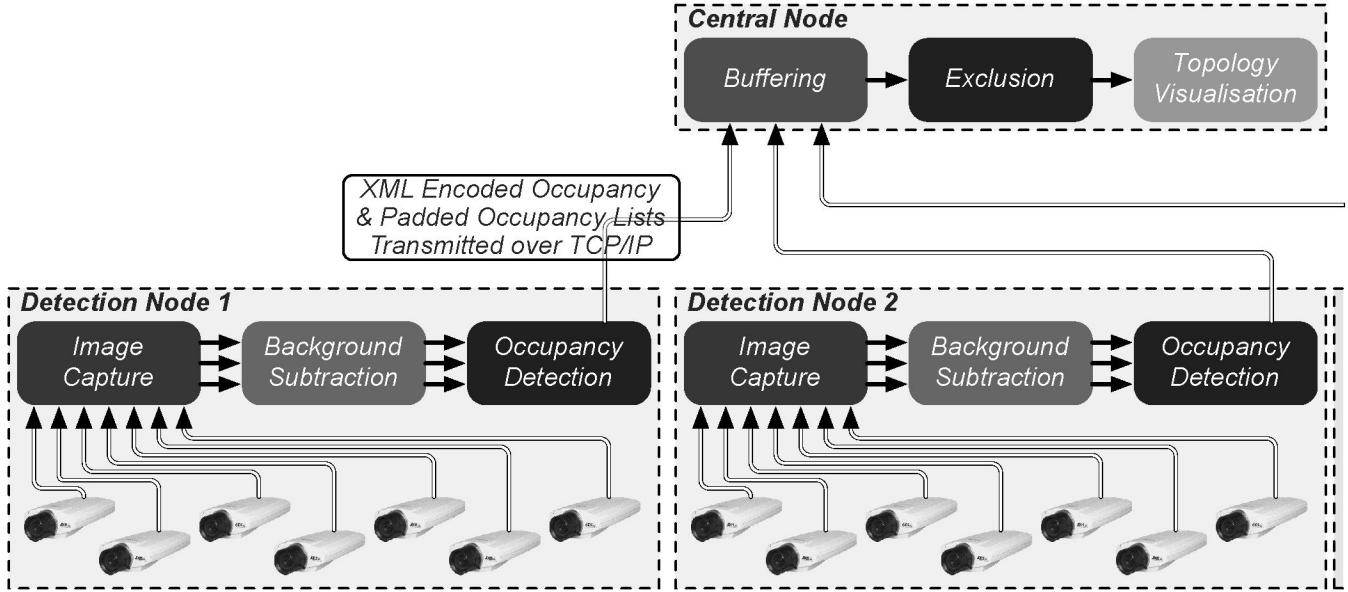 Central Node
Buffering
Exclusion
Topology
Visualisation
XML Encoded Occupancy
& Padded Occupancy Lists
Transmitted over TCP/IP
Detection Node 1
Image
Capture
Background
Subtraction
Occupancy
Detection
Detection Node 2
Image
Capture
Background
Subtraction
Occupancy
Detection